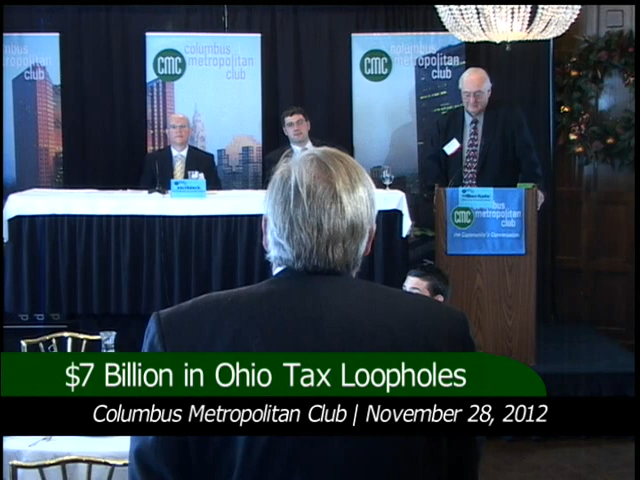 columbus
metropolitan
club
CMC
columbus
metropolitan
club
CMC
columbus
metropolitan
club
CMC
columbus
metropolitan
club
$7 Billion in Ohio Tax Loopholes
Columbus Metropolitan Club | November 28, 2012